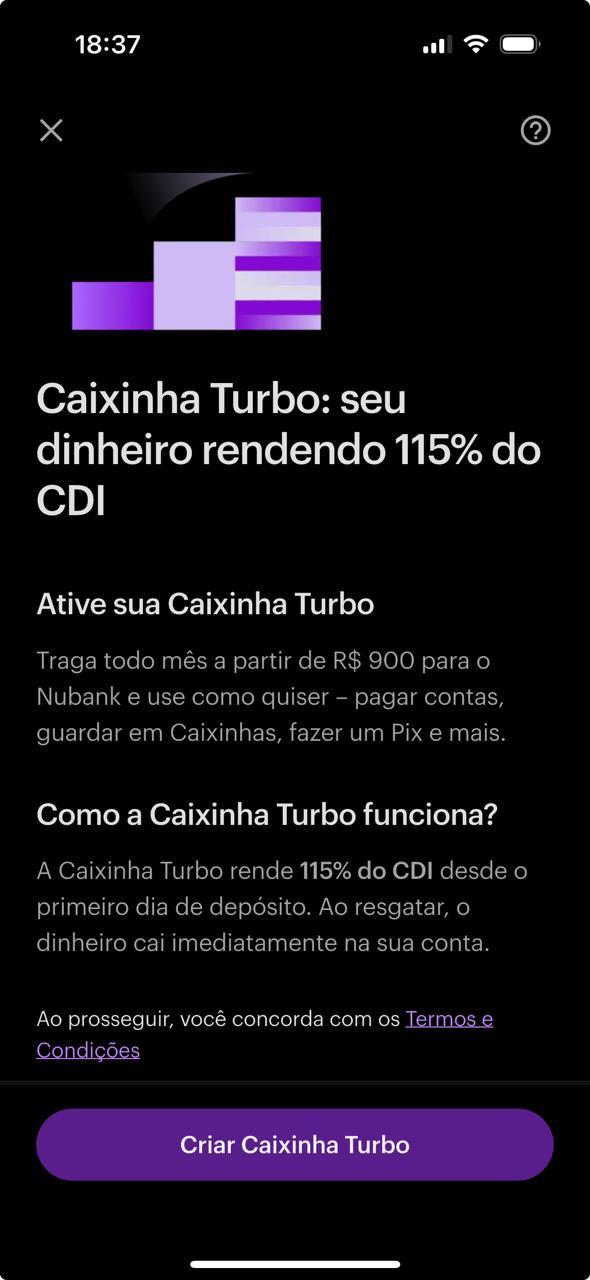 18:37
Caixinha Turbo: seu
dinheiro rendendo 115% do
CDI
Ative sua Caixinha Turbo
Traga todo mês a partir de R$ 900 para o
Nubank e use como quiser – pagar contas,
guardar em Caixinhas, fazer um Pix e mais.
Como a Caixinha Turbo funciona?
A Caixinha Turbo rende 115% do CDI desde o
primeiro dia de depósito. Ao resgatar, o
dinheiro cai imediatamente na sua conta.
Ao prosseguir, você concorda com os Termos e
Condições
Criar Caixinha Turbo